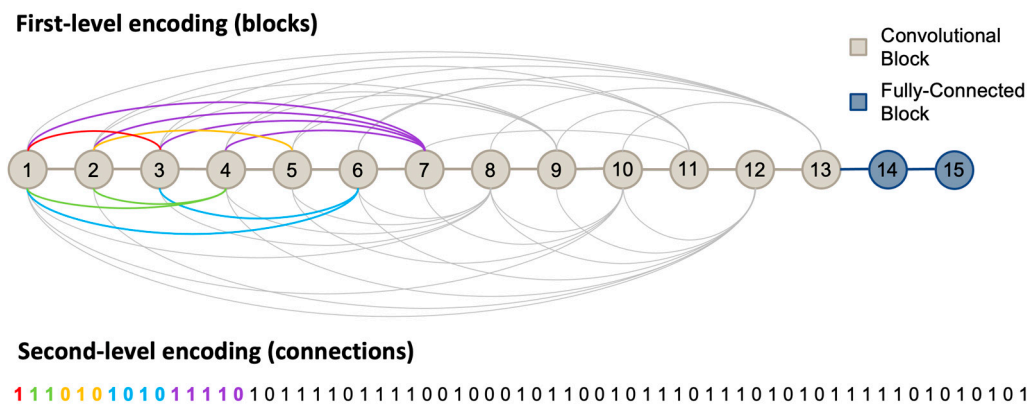 First-level encoding (blocks)
Convolutional
Block
Fully-Connected
Block
1 2 3 4 5 6 7 8 9 10 11 12 13 14 15
Second-level encoding (connections)
1 1 1 0 1 0 1 0 1 0 1 1 1 1 0 1 0 1 1 1 1 1 0 1 1 1 1 0 0 1 0 0 0 1 0 1 1 0 0 1 0 1 1 1 0 1 1 1 0 1 0 1 1 0 1 1 1 1 1 0 1 0 1 0 1 0 1